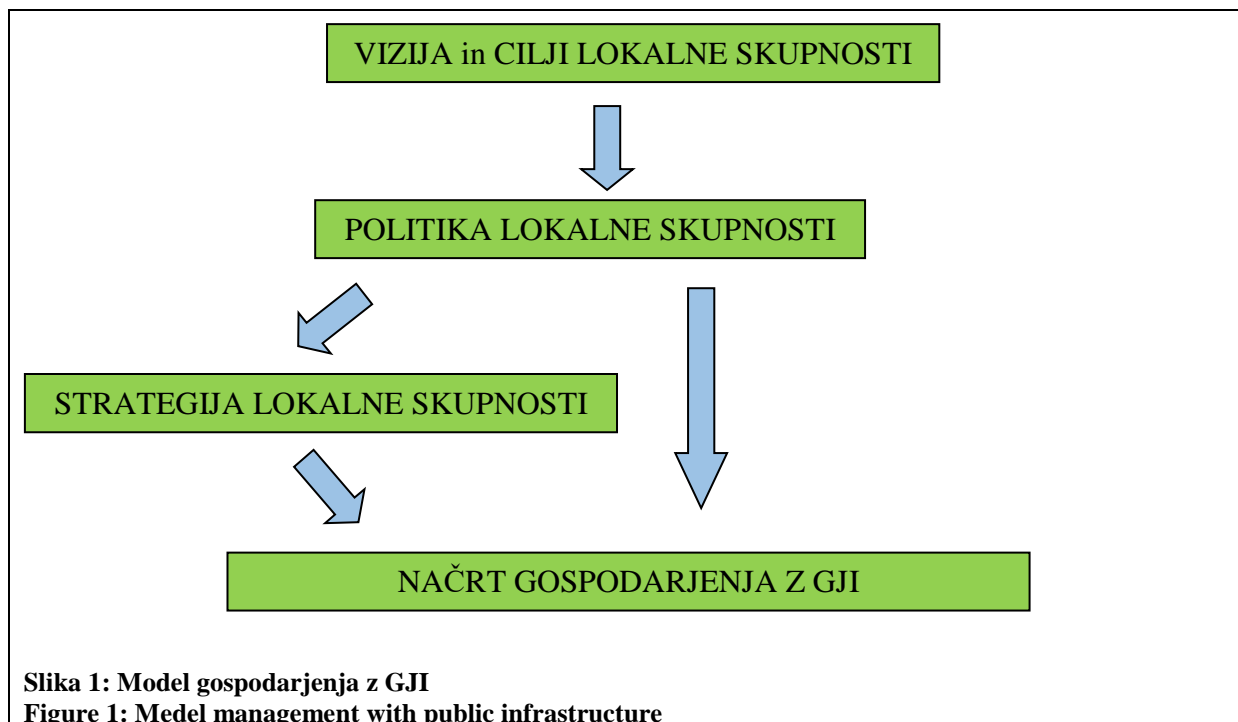 VIZIJA in CILJI LOKALNE SKUPNOSTI
POLITIKA LOKALNE SKUPNOSTI
STRATEGIJA LOKALNE SKUPNOSTI
NAČRT GOSPODARJENJA Z GJI
Slika 1: Model gospodarjenja z GJI
Figure 1: Medel management with public infrastructure